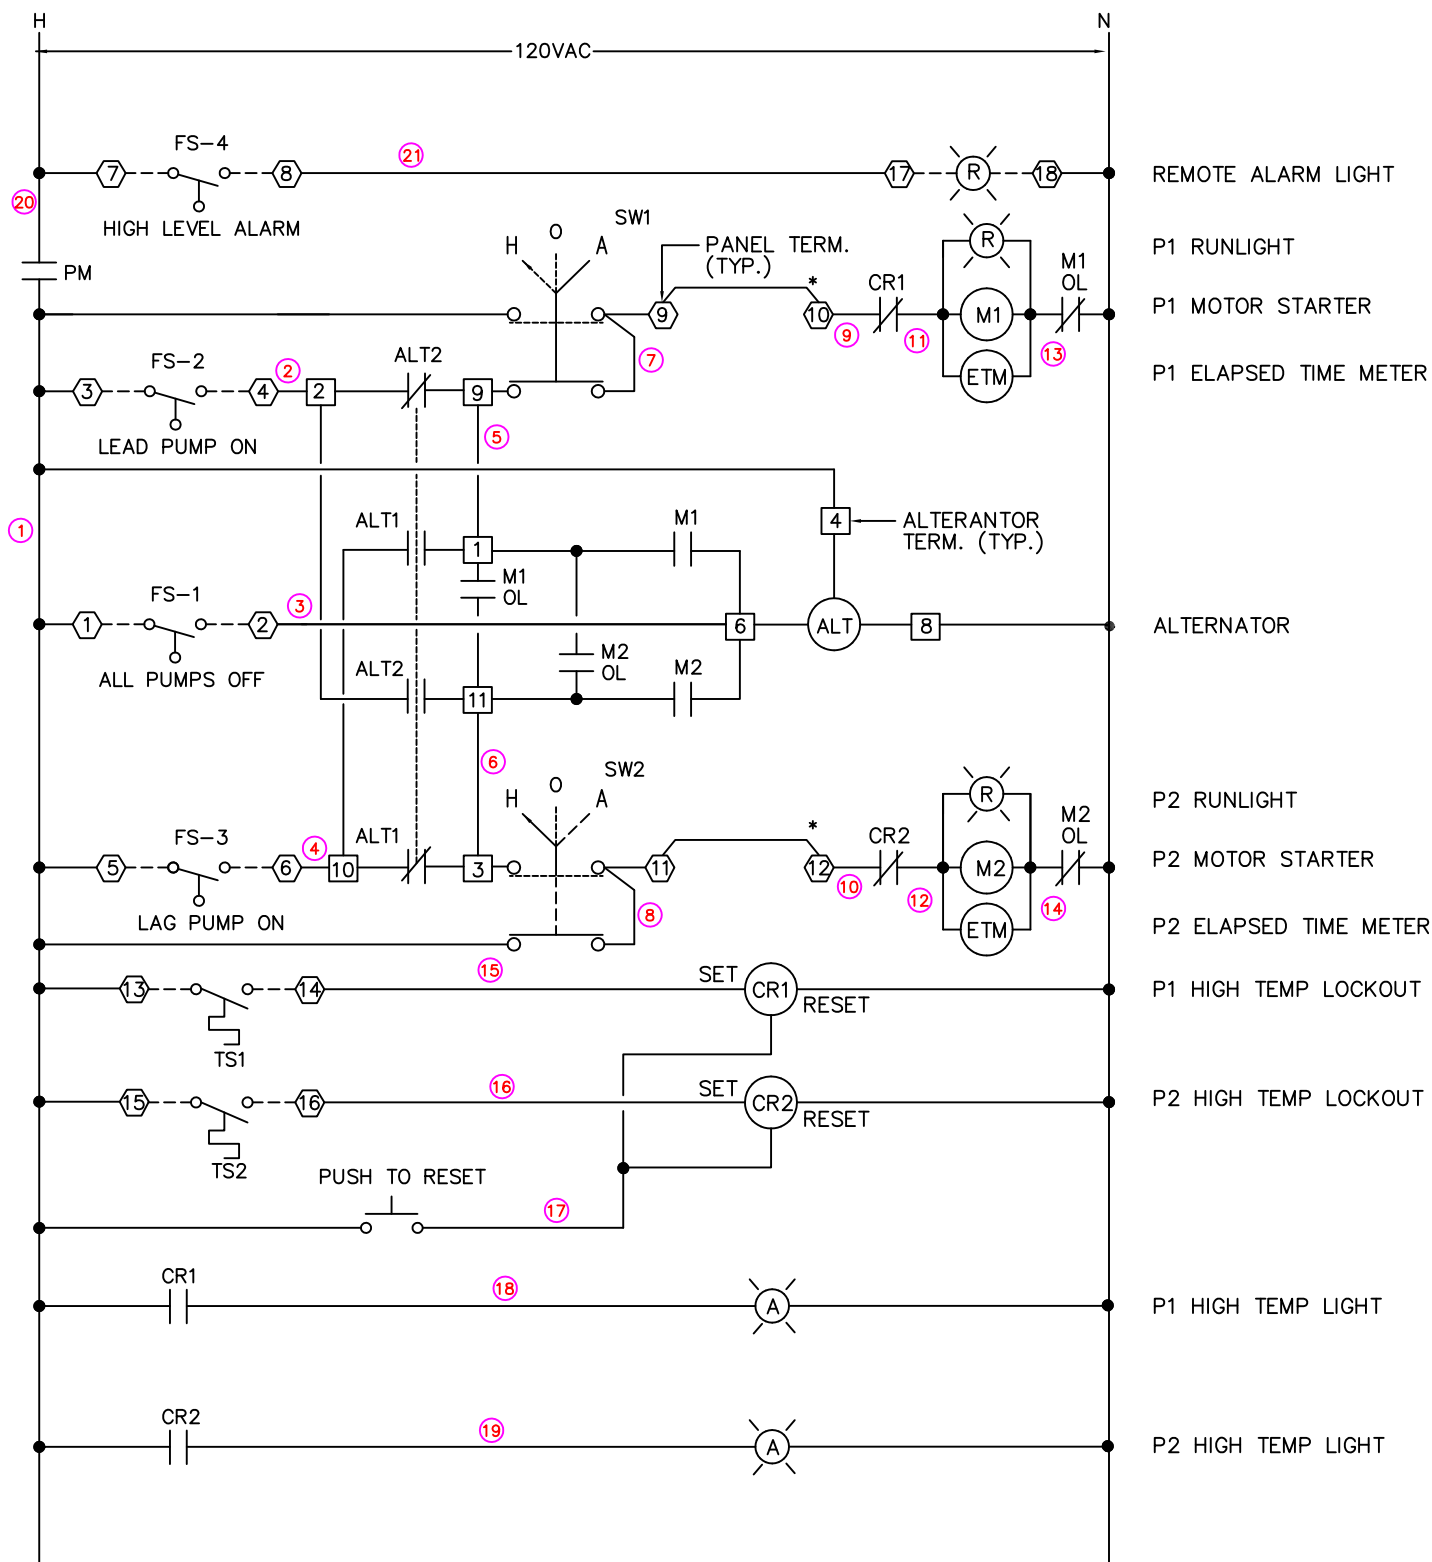 H
N
120VAC
FS-4
7
8
21
17
R
18
REMOTE ALARM LIGHT
20
HIGH LEVEL ALARM
PM
H
O
A
SW1
PANEL TERM.
(TYP.)
9
*
10
9
CR1
11
R
M1
ETM
M1
OL
13
P1 RUNLIGHT
P1 MOTOR STARTER
P1 ELAPSED TIME METER
7
FS-2
3
4
2
2
ALT2
9
LEAD PUMP ON
5
1
ALT1
1
M1
4
ALTERANTOR
TERM. (TYP.)
M1
OL
FS-1
1
2
3
6
ALT
8
ALTERNATOR
ALL PUMPS OFF
ALT2
11
M2
OL
M2
6
H
O
A
SW2
FS-3
5
6
4
10
ALT1
3
11
*
12
10
CR2
12
R
M2
ETM
M2
OL
14
P2 RUNLIGHT
P2 MOTOR STARTER
P2 ELAPSED TIME METER
LAG PUMP ON
8
13
14
15
SET
CR1
RESET
P1 HIGH TEMP LOCKOUT
TS1
15
16
16
SET
CR2
RESET
P2 HIGH TEMP LOCKOUT
TS2
PUSH TO RESET
17
CR1
18
A
P1 HIGH TEMP LIGHT
CR2
19
A
P2 HIGH TEMP LIGHT